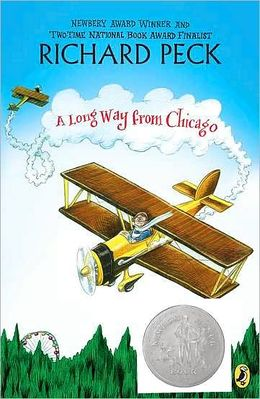 NEWBERY AWARD WINNER AND
TWO-TIME NATIONAL BOOK AWARD FINALIST
RICHARD PECK
A LONG WAY FROM CHICAGO